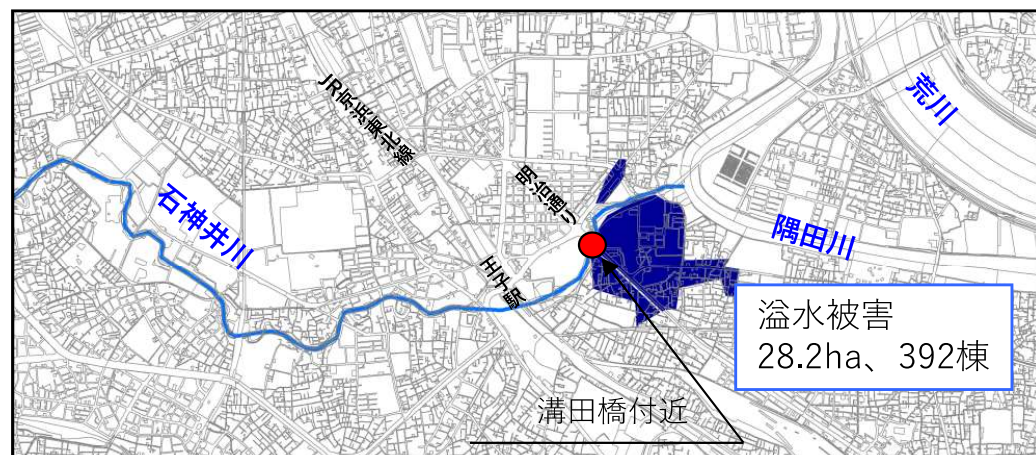 荒川
JR京浜東北線
明治通り
石神井川
隅田川
王子駅
溢水被害
28.2ha、392棟
溝田橋付近